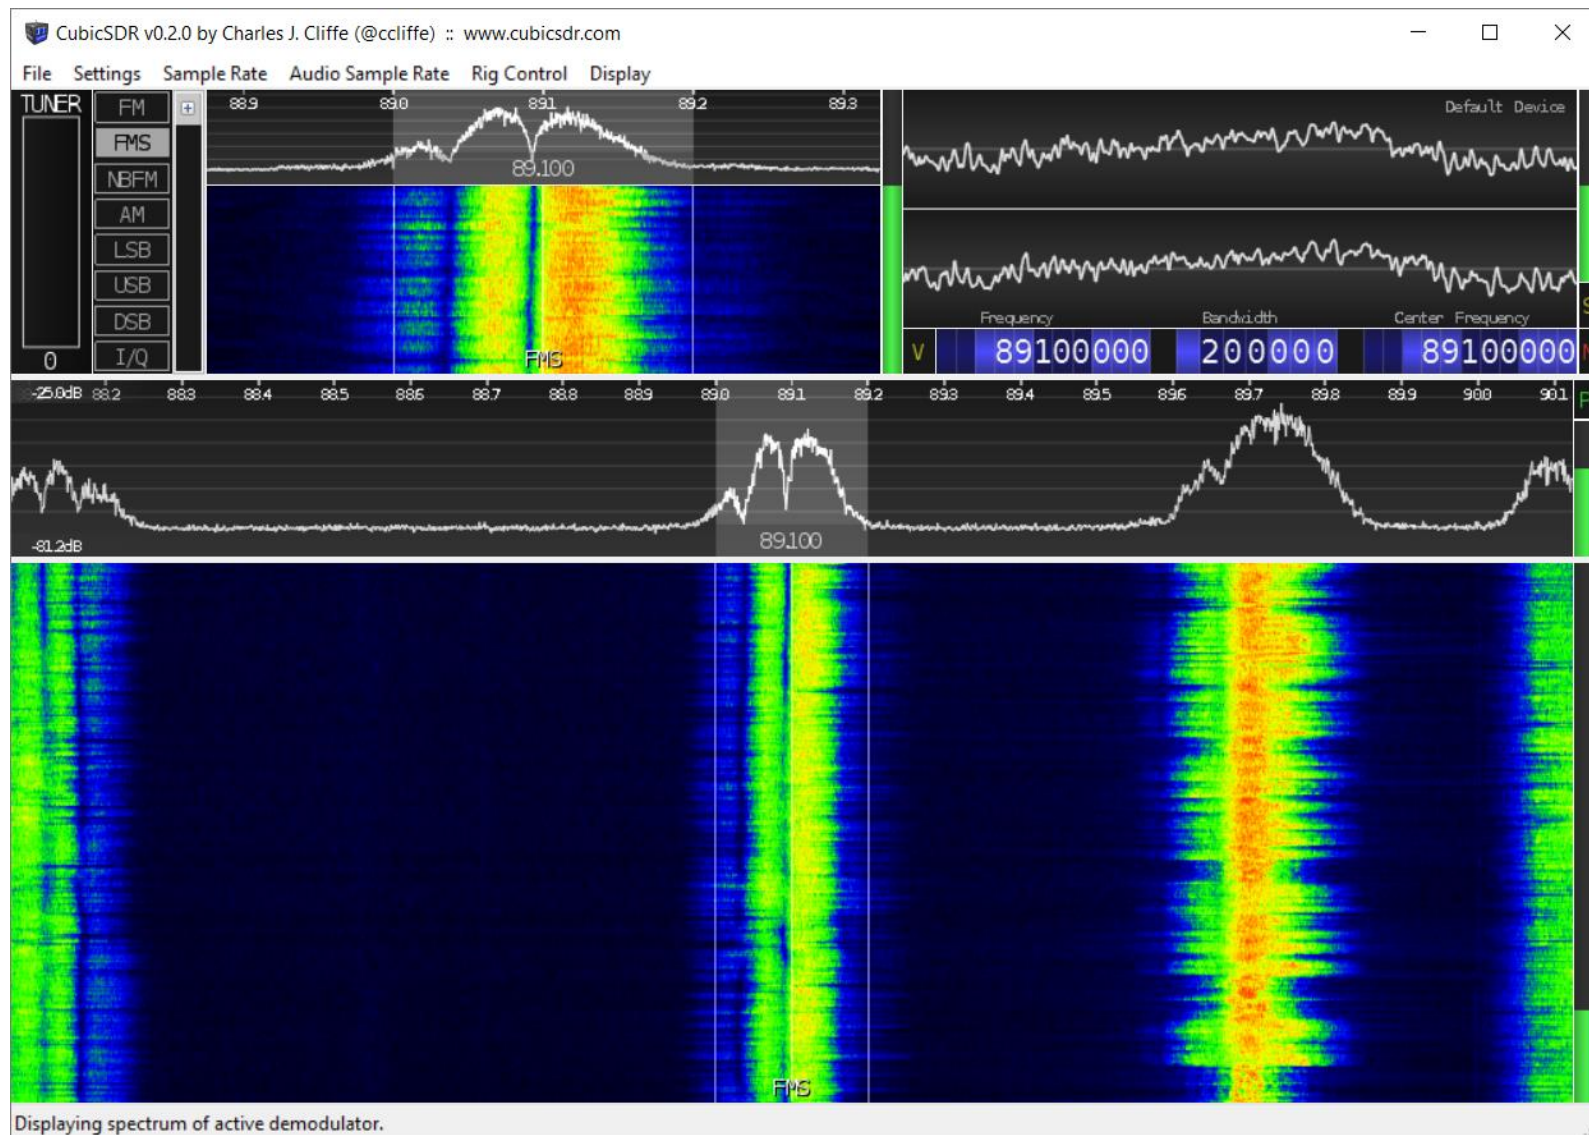 CubicSDR v0.2.0 by Charles J. Cliffe (@ccliffe) :: www.cubicsdr.com
File Settings Sample Rate Audio Sample Rate Rig Control Display
TUNER
0
FM
FMS
NBFM
AM
LSB
USB
DSB
I/Q
88.9 89.0 89.1 89.2 89.3
89.100
FMS
Default Device
Frequency Bandwidth Center Frequency
V 89100000 200000 89100000
-25.0dB 88.2 88.3 88.4 88.5 88.6 88.7 88.8 88.9 89.0 89.1 89.2 89.3 89.4 89.5 89.6 89.7 89.8 89.9 90.0 90.1
89.100
-81.2dB
FMS
Displaying spectrum of active demodulator.